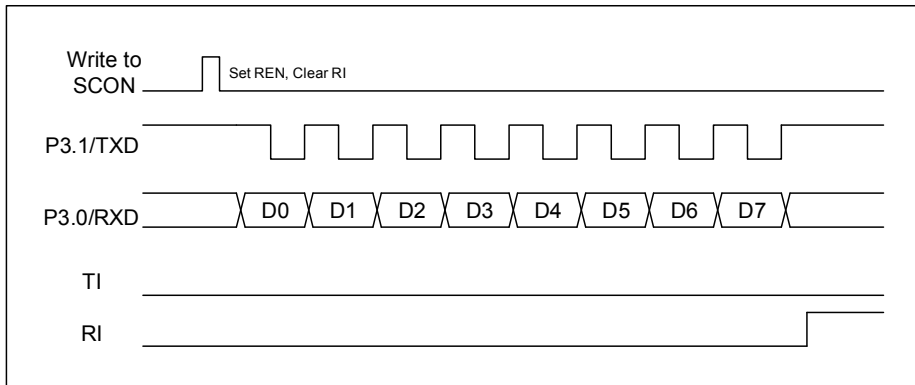 Write to
SCON
Set REN, Clear RI
P3.1/TXD
P3.0/RXD
D0 D1 D2 D3 D4 D5 D6 D7
TI
RI